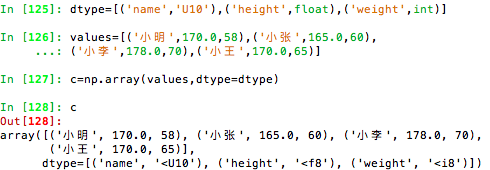 In [125]: dtype=[('name','U10'),('height',float),('weight',int)]
In [126]: values=[('小明',170.0,58),('小张',165.0,60),
     ...: ('小李',178.0,70),('小王',170.0,65)]
In [127]: c=np.array(values,dtype=dtype)
In [128]: c
Out[128]:
array([('小明', 170.0, 58), ('小张', 165.0, 60), ('小李', 178.0, 70),
       ('小王', 170.0, 65)],
      dtype=[('name', '<U10'), ('height', '<f8'), ('weight', '<i8')])